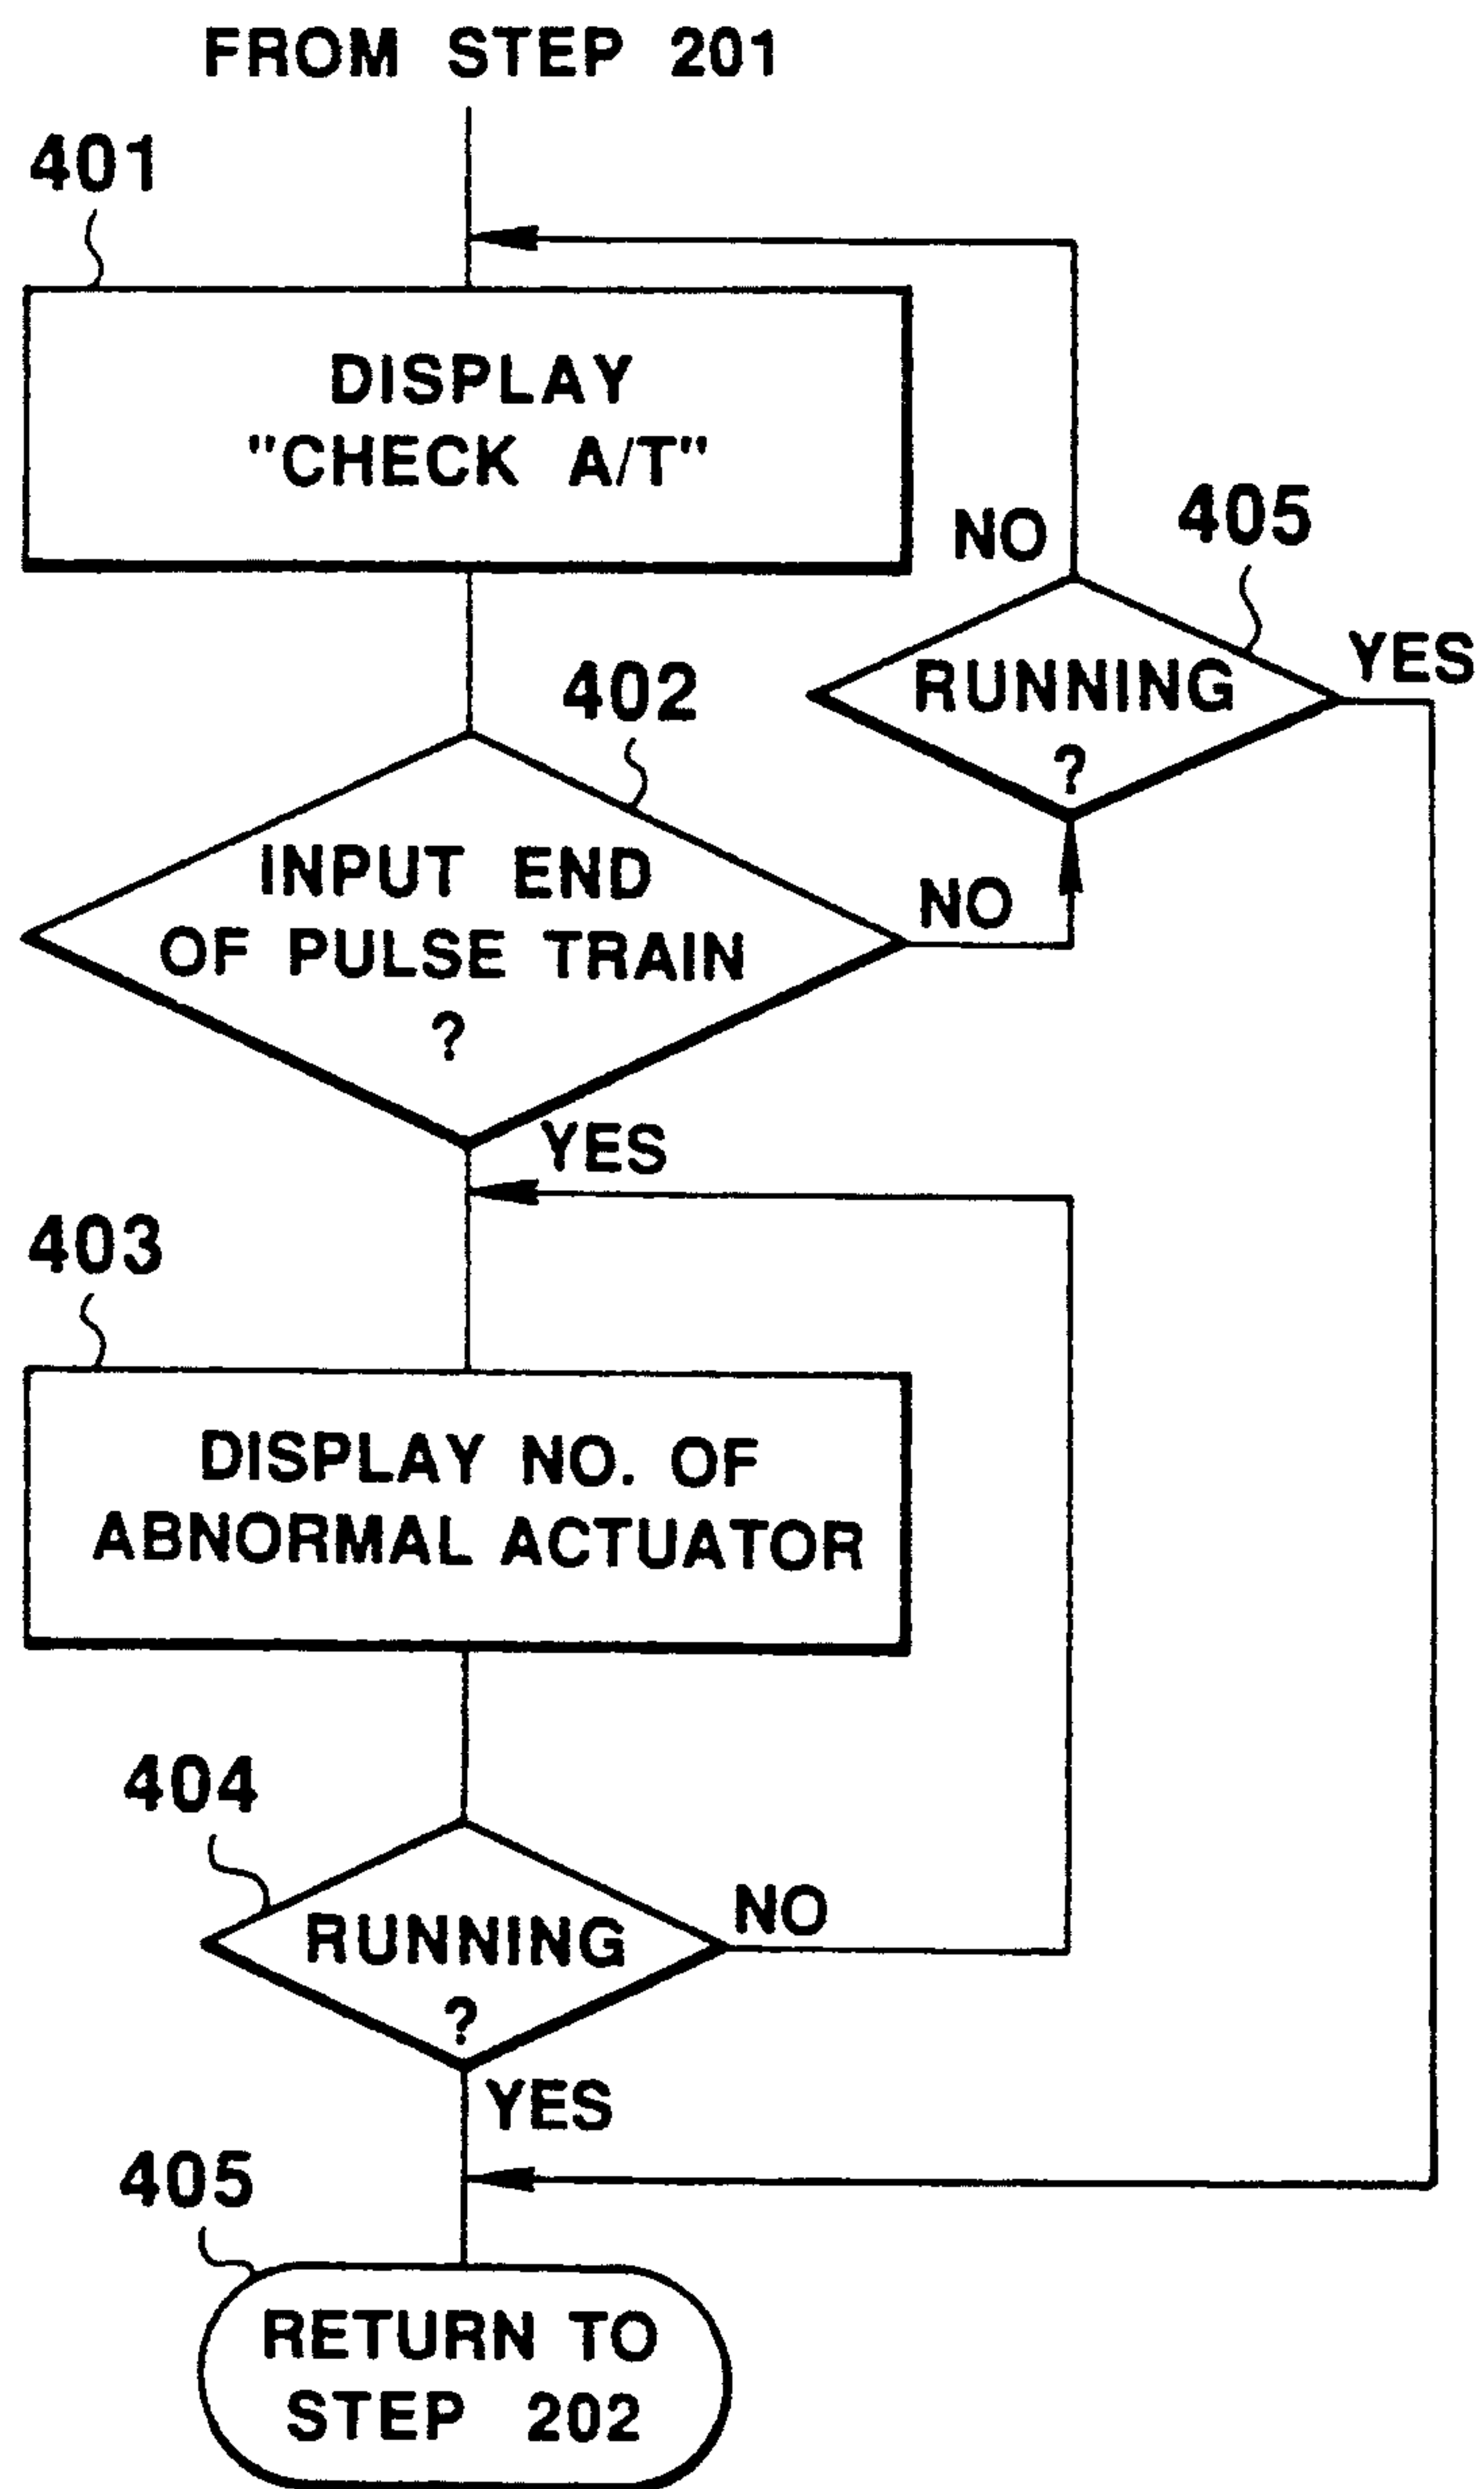 FROM STEP 201
401
DISPLAY
"CHECK A/T"
NO
405
YES
RUNNING
?
402
INPUT END
OF PULSE TRAIN
?
NO
YES
403
DISPLAY NO. OF
ABNORMAL ACTUATOR
404
RUNNING
?
NO
YES
405
RETURN TO
STEP 202